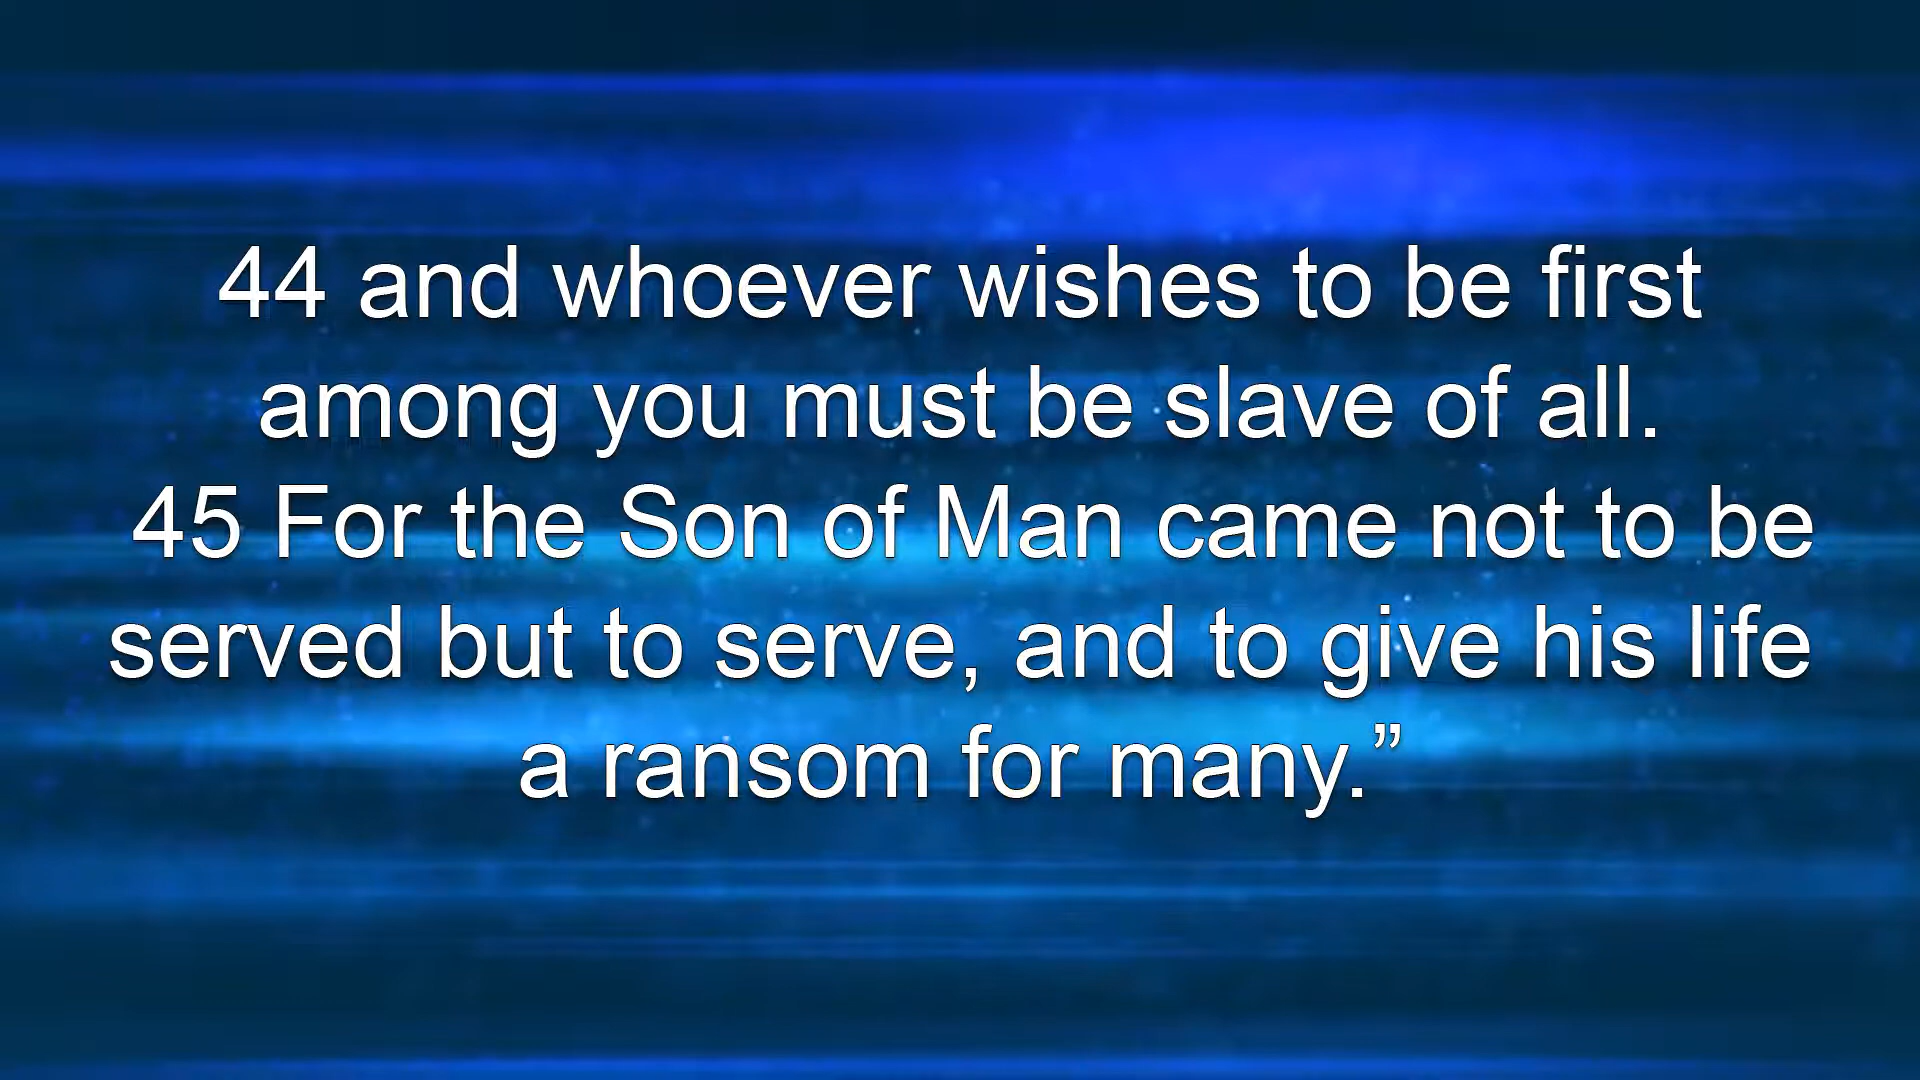 44 and whoever wishes to be first
among you must be slave of all.
45 For the Son of Man came not to be
served but to serve, and to give his life
a ransom for many.”